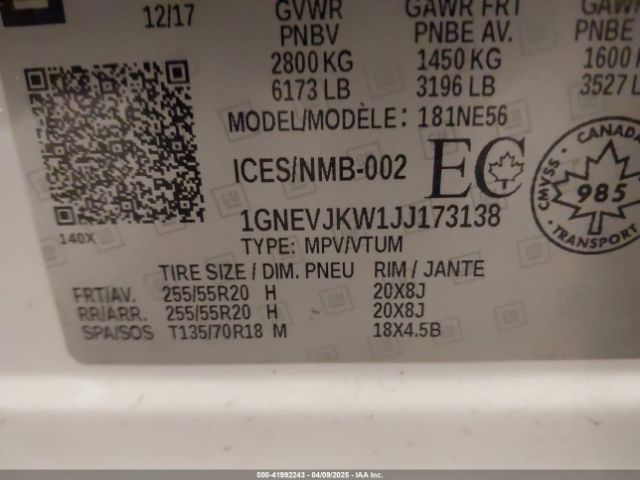 12/17 GVWR GAWR FRT GAWR
PNBV PNBE AV. PNBE
2800 KG 1450 KG 1600
6173 LB 3196 LB 3527 LB
MODEL/MODÈLE: 181NE56
ICES/NMB-002 EC
CANADA
CMVSS
985
TRANSPORT
140X
1GNEVJKW1JJ173138
TYPE: MPV/VTUM
TIRE SIZE / DIM. PNEU RIM / JANTE
FRT/AV. 255/55R20 H 20X8J
RR/ARR. 255/55R20 H 20X8J
SPA/SOS T135/70R18 M 18X4.5B
000-41992243 - 04/09/2025 - IAA Inc.